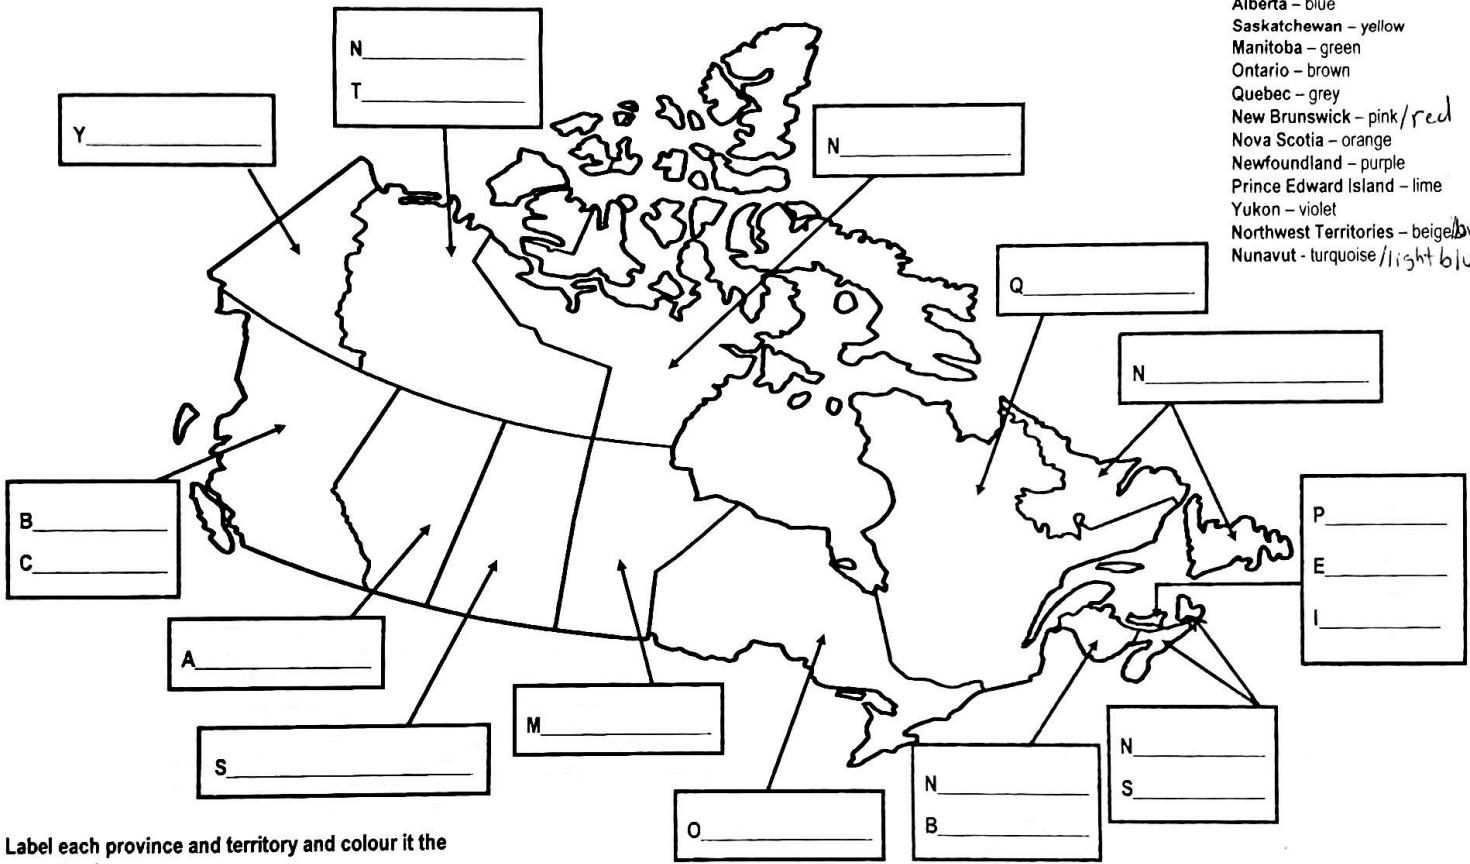 Alberta – blue
Saskatchewan – yellow
Manitoba – green
Ontario – brown
Quebec – grey
New Brunswick – pink/red
Nova Scotia – orange
Newfoundland – purple
Prince Edward Island – lime
Yukon – violet
Northwest Territories – beige/
Nunavut - turquoise/light blu
N
T
Y
N
Q
N
B
C
P
E
I
A
S
M
O
N
B
N
S
Label each province and territory and colour it the